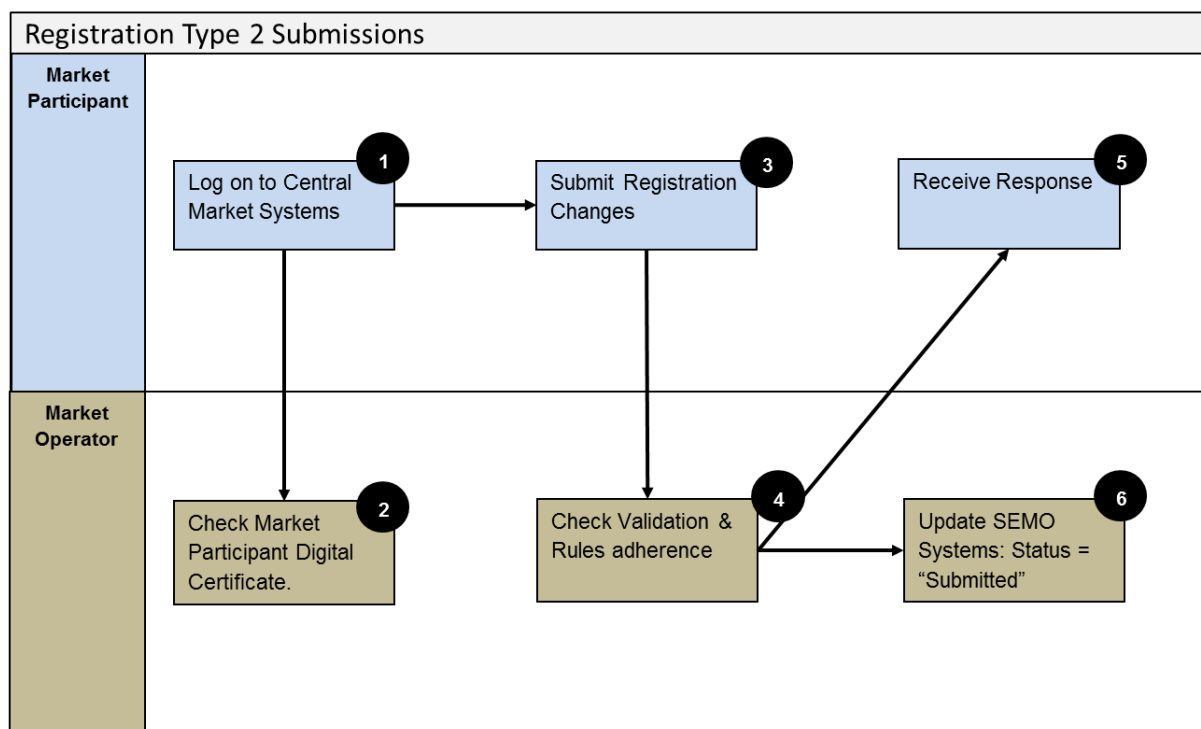 Registration Type 2 Submissions
Market
Participant
1
Log on to Central
Market Systems
3
Submit Registration
Changes
5
Receive Response
Market
Operator
2
Check Market
Participant Digital
Certificate.
4
Check Validation &
Rules adherence
6
Update SEMO
Systems: Status =
“Submitted”